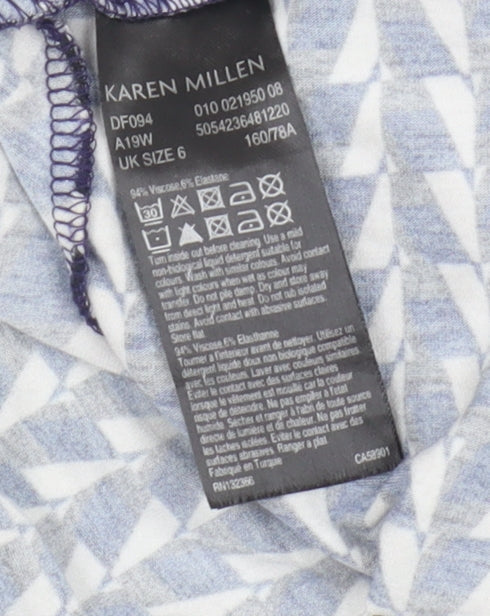 KAREN MILLEN
DF094 010 021950 08
A19W 5054236481220
UK SIZE 6 160/78A
94% Viscose,6% Elastane
30
Turn inside out before cleaning. Use a mild
non-biological liquid detergent suitable for
colours. Wash with similar colours. Avoid contact
with light colours when wet as colour may
transfer. Do not pile damp. Dry and store away
from direct light and humidity. Do not rub isolated
stains. Avoid contact with abrasive surfaces.
Store flat
94% Viscose,6% Elasthanne
Tourner à l'interieur avant de nettoyer. Utilisez un
détergent liquide doux non biologique compatible
avec les couleurs. Laver avec couleurs similaires.
Eviter le contact avec des surfaces claires
lorsque le vêtement est mouillé car la couleur
risque de déteindre. Ne pas empiler à l'état
humide. Sécher et ranger à l'abri de toute source
directe de lumière et de chaleur. Ne pas frotter
les taches isolées. Eviter contact avec surfaces
abrasives. Ranger à plat
Fabriqué en Turquie
RN132366 CA58901